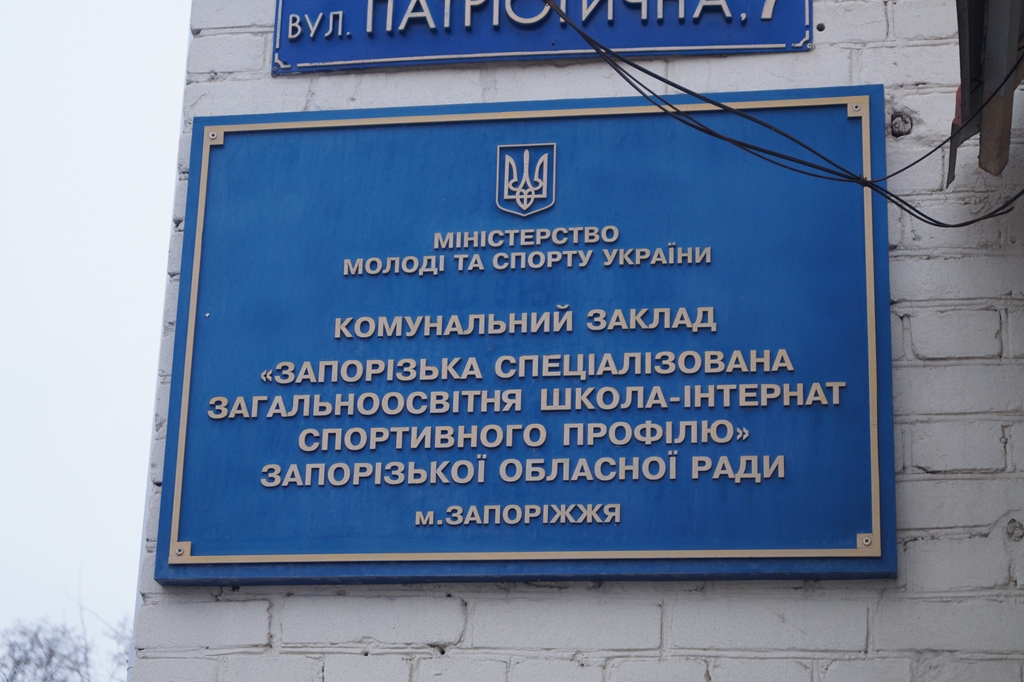 ВУЛ. ПАТРІОТИЧНА, 7
МІНІСТЕРСТВО
МОЛОДІ ТА СПОРТУ УКРАЇНИ
КОМУНАЛЬНИЙ ЗАКЛАД
«ЗАПОРІЗЬКА СПЕЦІАЛІЗОВАНА
ЗАГАЛЬНООСВІТНЯ ШКОЛА-ІНТЕРНАТ
СПОРТИВНОГО ПРОФІЛЮ»
ЗАПОРІЗЬКОЇ ОБЛАСНОЇ РАДИ
м.ЗАПОРІЖЖЯ